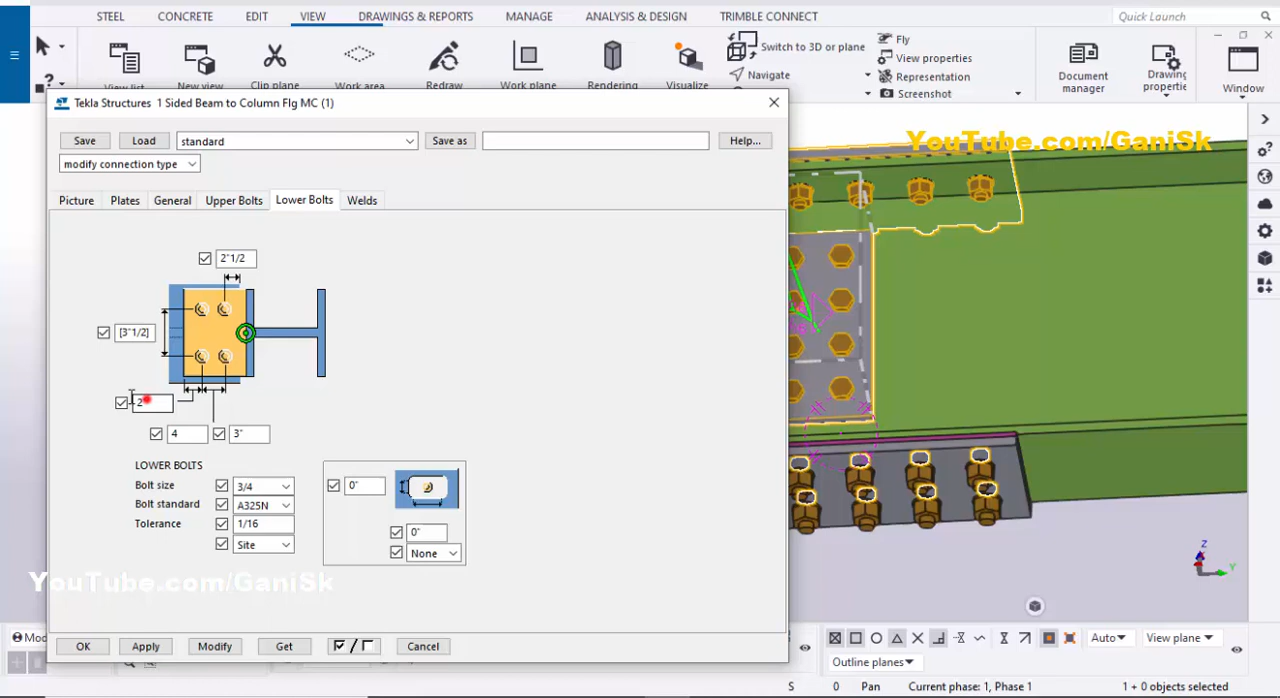 STEEL CONCRETE EDIT VIEW DRAWINGS & REPORTS MANAGE ANALYSIS & DESIGN TRIMBLE CONNECT Quick Launch
Switch to 3D or plane
Fly
View properties
Navigate
Representation
Screenshot
View list New view Clip plane Work area Redraw Work plane Rendering Visualize
Document manager
Drawing properties
Window
Tekla Structures 1 Sided Beam to Column Flg MC (1)
Save Load standard Save as Help...
modify connection type
Picture Plates General Upper Bolts Lower Bolts Welds
2"1/2
[3"1/2]
2"
4 3"
LOWER BOLTS
Bolt size 3/4
Bolt standard A325N
Tolerance 1/16
Site
0"
0"
None
OK Apply Modify Get / Cancel
YouTube.com/GaniSk
YouTube.com/GaniSk
Z
Y
Auto View plane
Outline planes
S 0 Pan Current phase: 1, Phase 1 1 + 0 objects selected